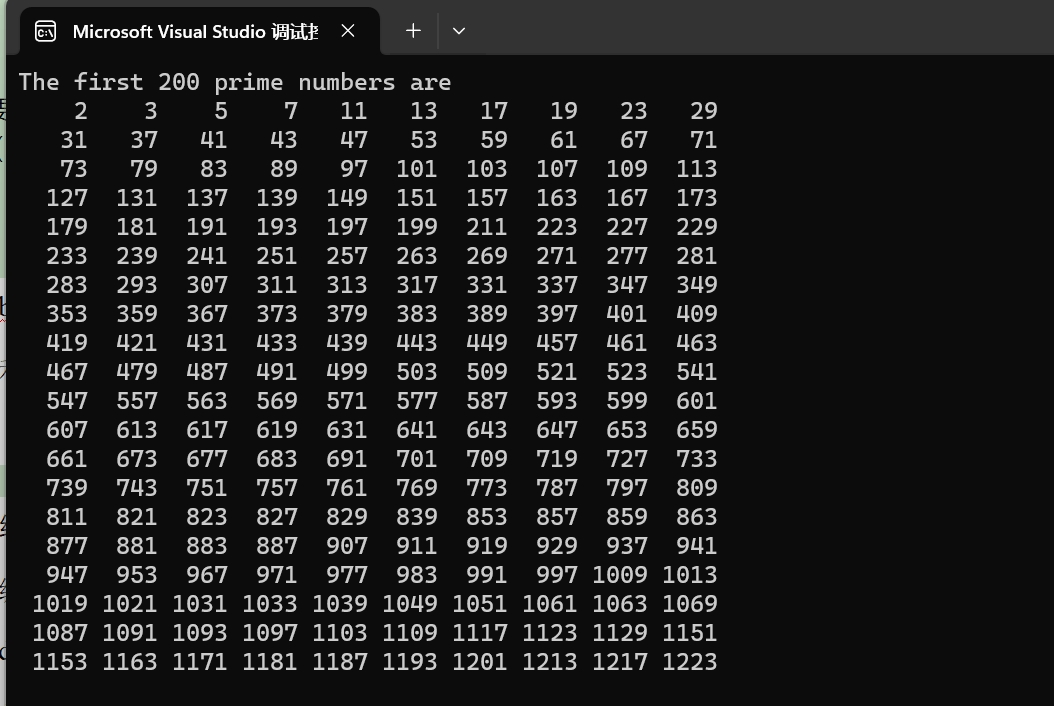 Microsoft Visual Studio 调试
The first 200 prime numbers are
2 3 5 7 11 13 17 19 23 29
31 37 41 43 47 53 59 61 67 71
73 79 83 89 97 101 103 107 109 113
127 131 137 139 149 151 157 163 167 173
179 181 191 193 197 199 211 223 227 229
233 239 241 251 257 263 269 271 277 281
283 293 307 311 313 317 331 337 347 349
353 359 367 373 379 383 389 397 401 409
419 421 431 433 439 443 449 457 461 463
467 479 487 491 499 503 509 521 523 541
547 557 563 569 571 577 587 593 599 601
607 613 617 619 631 641 643 647 653 659
661 673 677 683 691 701 709 719 727 733
739 743 751 757 761 769 773 787 797 809
811 821 823 827 829 839 853 857 859 863
877 881 883 887 907 911 919 929 937 941
947 953 967 971 977 983 991 997 1009 1013
1019 1021 1031 1033 1039 1049 1051 1061 1063 1069
1087 1091 1093 1097 1103 1109 1117 1123 1129 1151
1153 1163 1171 1181 1187 1193 1201 1213 1217 1223